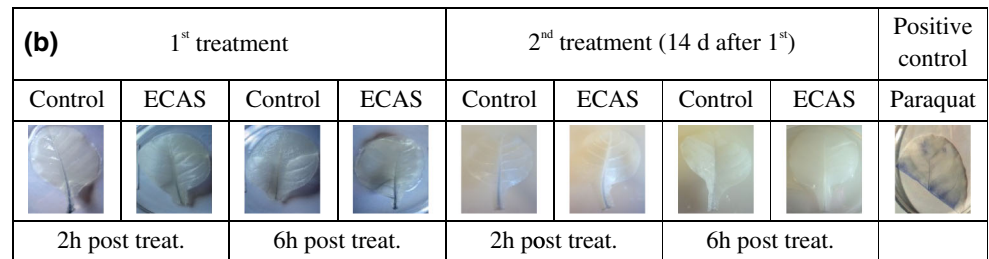 (b) 1st treatment 2nd treatment (14 d after 1st) Positive control
Control ECAS Control ECAS Control ECAS Control ECAS Paraquat
2h post treat. 6h post treat. 2h post treat. 6h post treat.